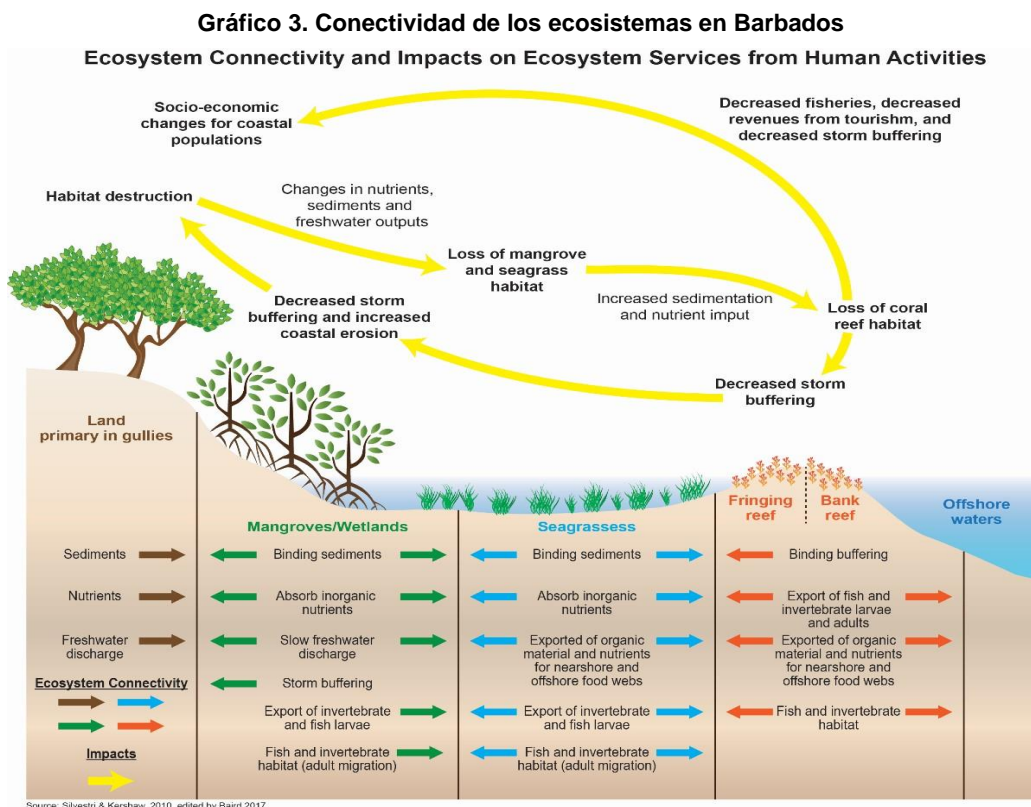 Gráfico 3. Conectividad de los ecosistemas en Barbados
Ecosystem Connectivity and Impacts on Ecosystem Services from Human Activities
Socio-economic
changes for coastal
populations
Decreased fisheries, decreased
revenues from tourishm, and
decreased storm buffering
Habitat destruction
Changes in nutrients,
sediments and
freshwater outputs
Loss of mangrove
and seagrass
habitat
Increased sedimentation
and nutrient imput
Loss of coral
reef habitat
Decreased storm
buffering and increased
coastal erosion
Decreased storm
buffering
Land
primary in gullies
Mangroves/Wetlands
Seagrassess
Fringing
reef
Bank
reef
Offshore
waters
Sediments
Binding sediments
Binding sediments
Binding buffering
Nutrients
Absorb inorganic
nutrients
Absorb inorganic
nutrients
Export of fish and
invertebrate larvae
and adults
Freshwater
discharge
Slow freshwater
discharge
Exported of organic
material and nutrients
for nearshore and
offshore food webs
Exported of organic
material and nutrients
for nearshore and
offshore food webs
Ecosystem Connectivity
Storm buffering
Export of invertebrate
and fish larvae
Export of invertebrate
and fish larvae
Fish and invertebrate
habitat
Impacts
Fish and invertebrate
habitat (adult migration)
Fish and invertebrate
habitat (adult migration)
Source: Silvestri & Kershaw, 2010, edited by Baird 2017